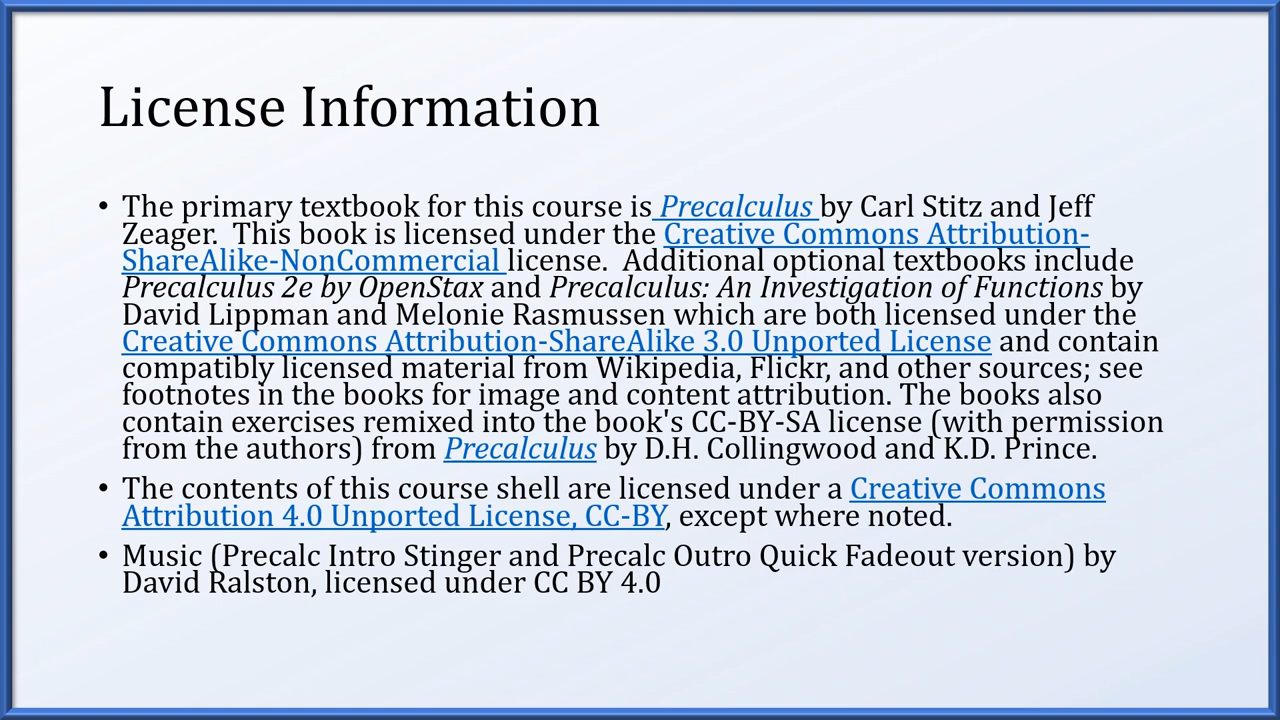 License Information
• The primary textbook for this course is Precalculus by Carl Stitz and Jeff
Zeager.  This book is licensed under the Creative Commons Attribution-
ShareAlike-NonCommercial license.  Additional optional textbooks include
Precalculus 2e by OpenStax and Precalculus: An Investigation of Functions by
David Lippman and Melonie Rasmussen which are both licensed under the
Creative Commons Attribution-ShareAlike 3.0 Unported License and contain
compatibly licensed material from Wikipedia, Flickr, and other sources; see
footnotes in the books for image and content attribution. The books also
contain exercises remixed into the book's CC-BY-SA license (with permission
from the authors) from Precalculus by D.H. Collingwood and K.D. Prince.
• The contents of this course shell are licensed under a Creative Commons
Attribution 4.0 Unported License, CC-BY, except where noted.
• Music (Precalc Intro Stinger and Precalc Outro Quick Fadeout version) by
David Ralston, licensed under CC BY 4.0